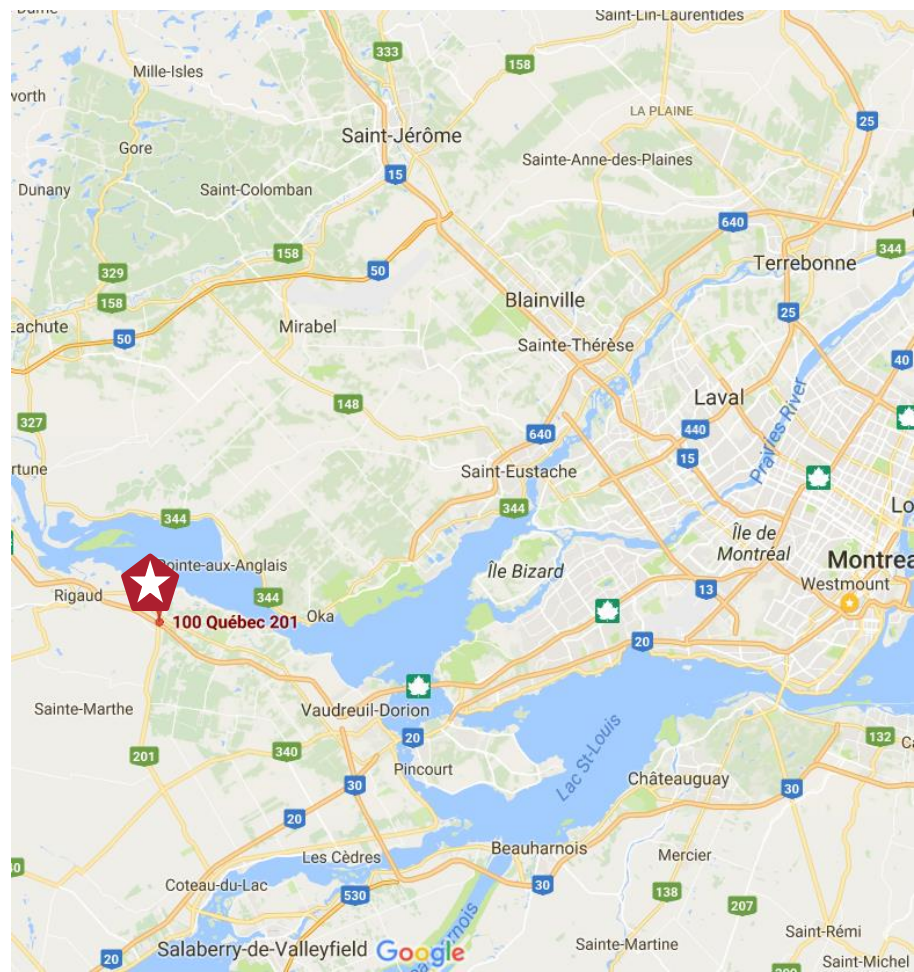 Saint-Lin-Laurentides
333
158
Mille-Isles
LA PLAINE
25
Saint-Jérôme
Gore
Sainte-Anne-des-Plaines
15
Dunany
Saint-Colomban
640
344
158
Terrebonne
329
50
158
Blainville
25
Lachute
Mirabel
50
Sainte-Thérèse
40
Laval
148
327
640
440
15
Prairies River
Saint-Eustache
344
344
Île de
Montréal
Pointe-aux-Anglais
Île Bizard
Montrea
Westmount
Rigaud
344
Oka
13
100 Québec 201
20
Sainte-Marthe
Vaudreuil-Dorion
Lac St-Louis
20
132
201
340
Pincourt
Châteauguay
30
30
20
Beauharnois
Les Cèdres
Mercier
Coteau-du-Lac
530
30
138
207
Saint-Rémi
20
Salaberry-de-Valleyfield
Google
Sainte-Martine
Saint-Michel